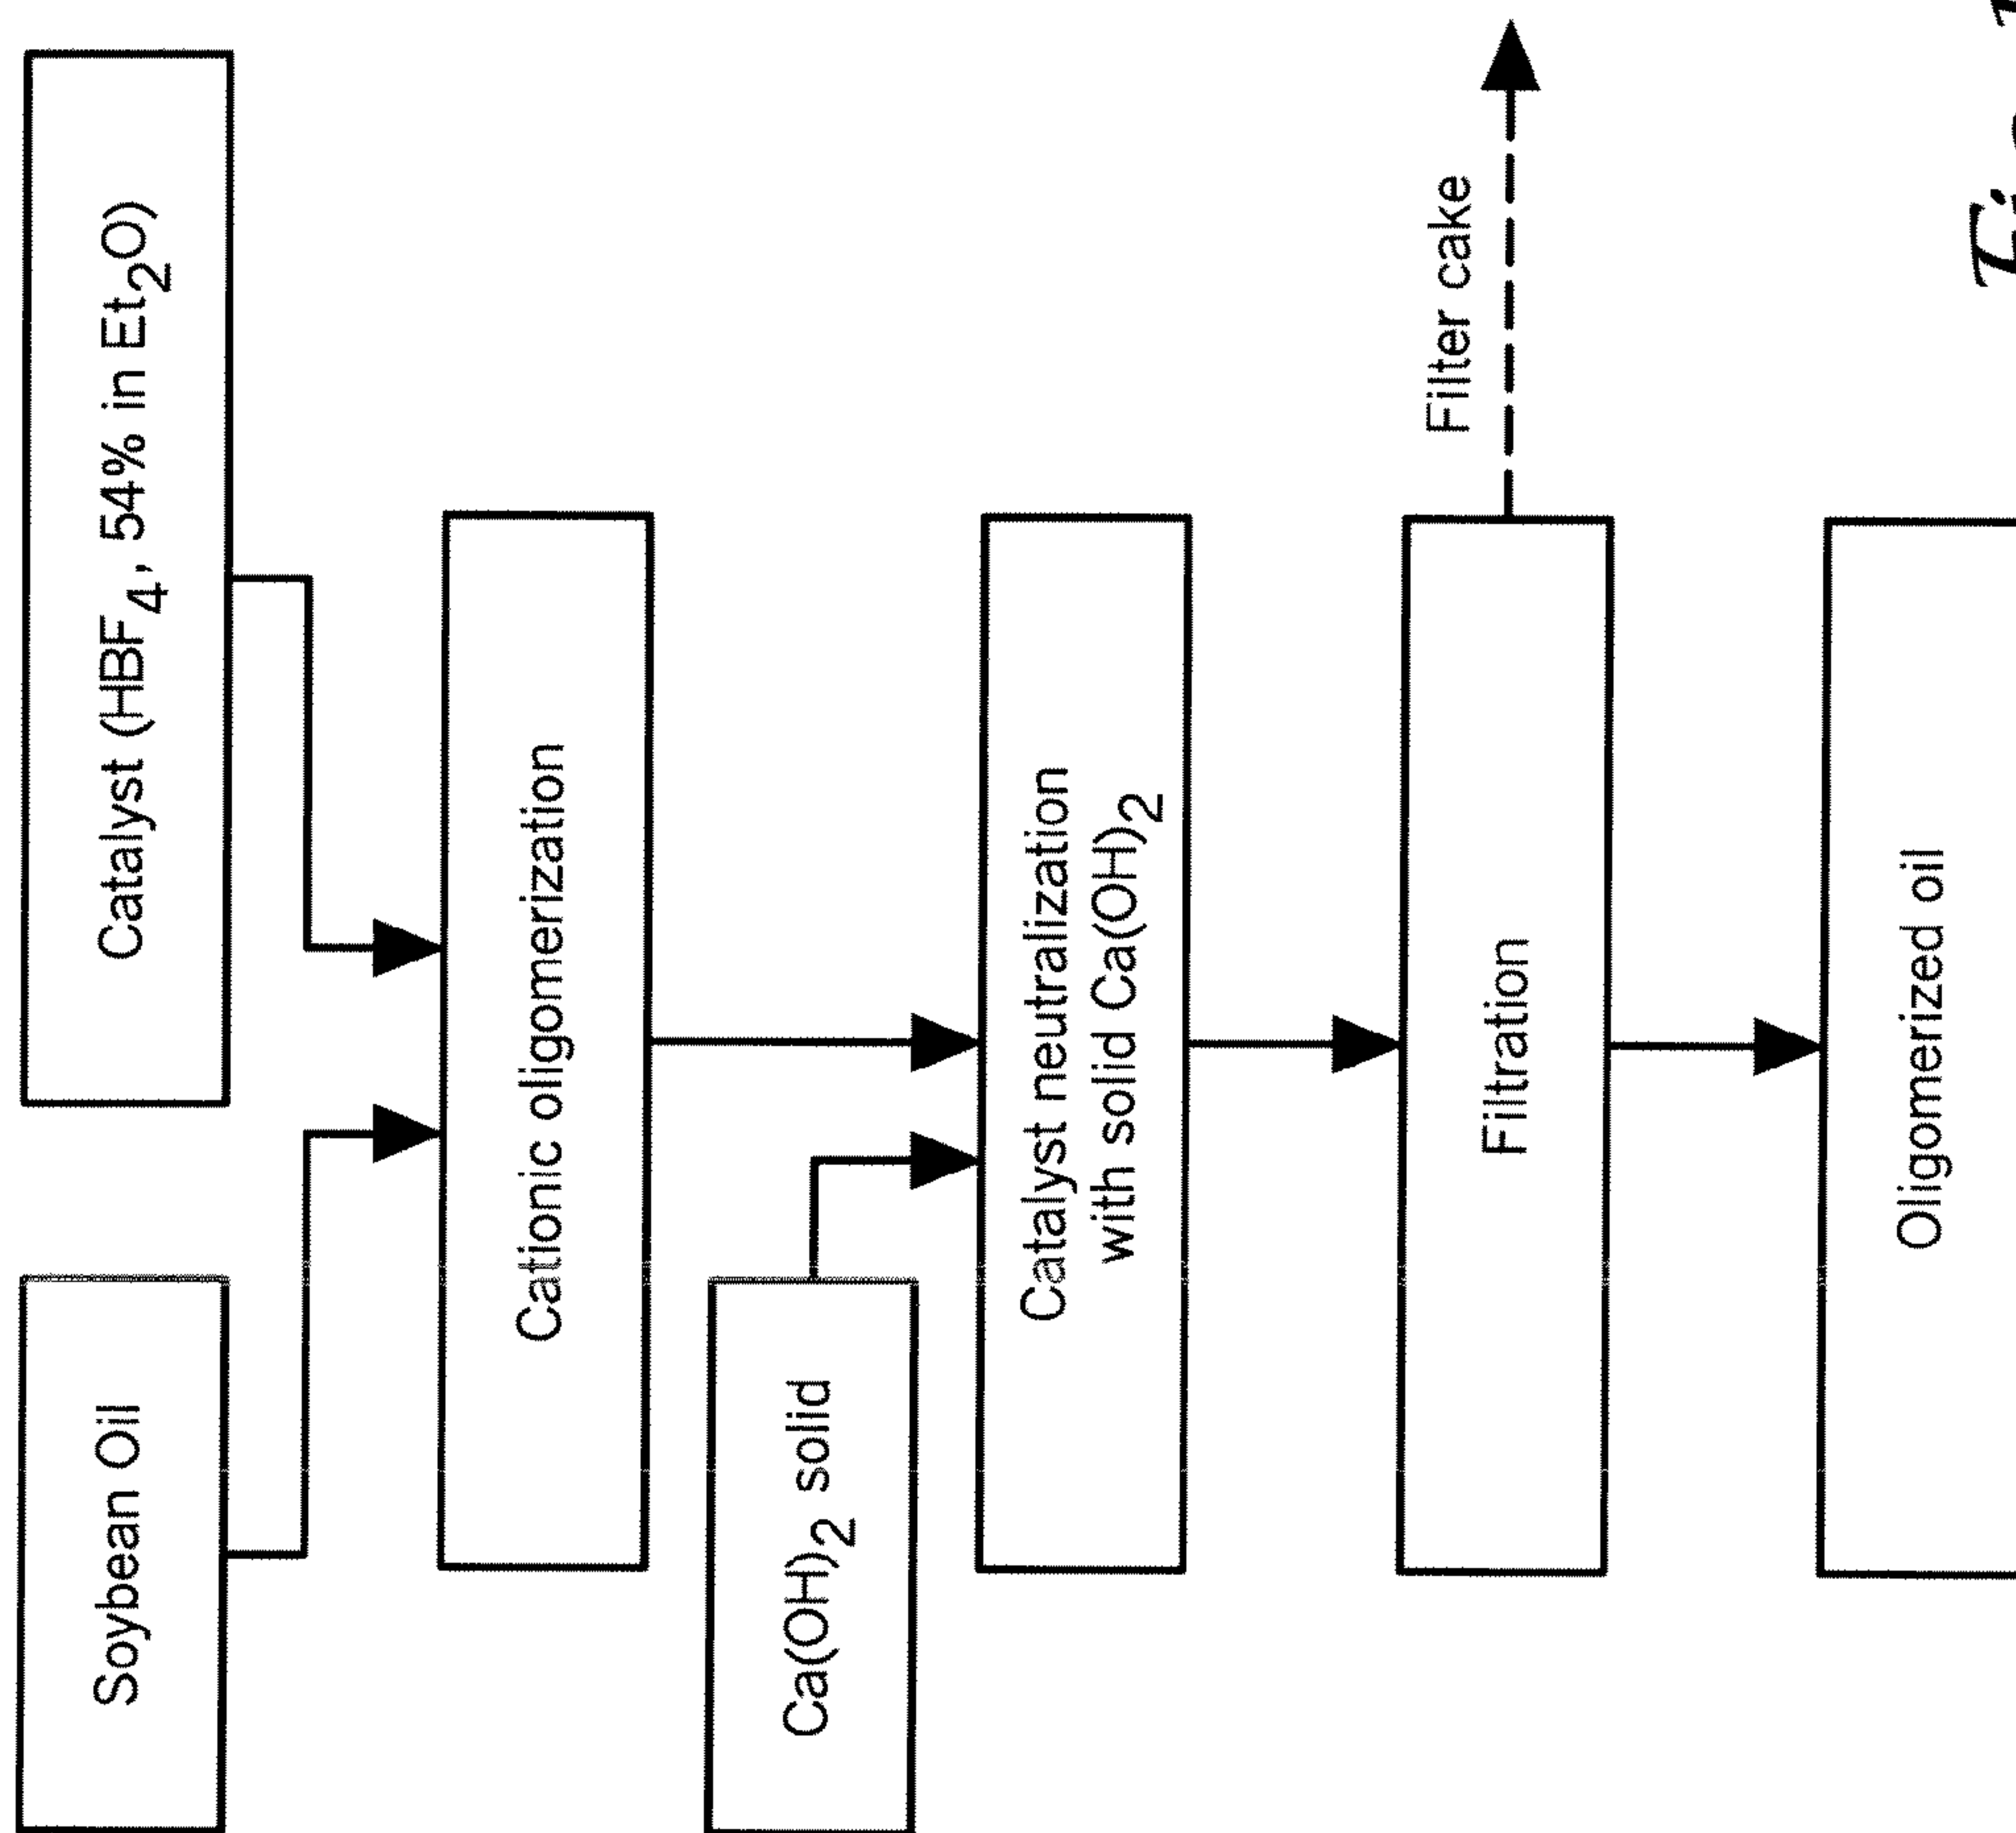 Soybean Oil
Catalyst (HBF4, 54% in Et2O)
Cationic oligomerization
Ca(OH)2 solid
Catalyst neutralization
with solid Ca(OH)2
Filtration
Filter cake
Oligomerized oil